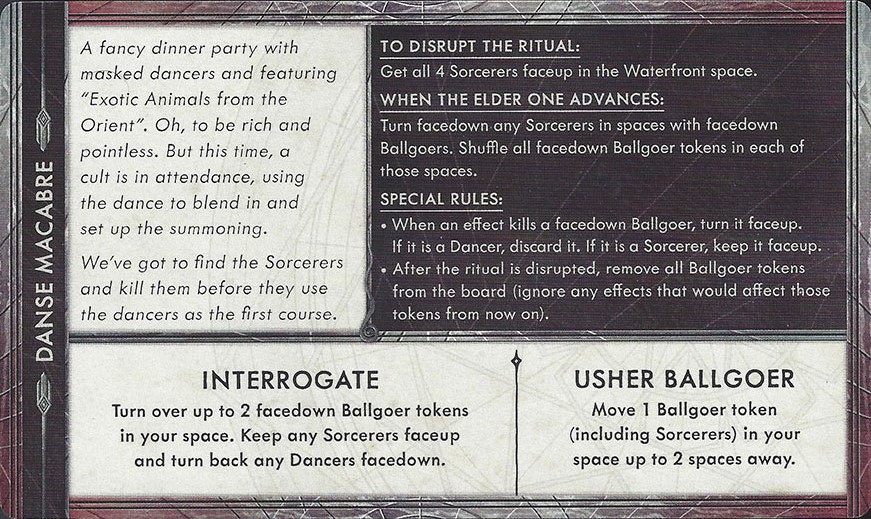 DANSE MACABRE
A fancy dinner party with
masked dancers and featuring
"Exotic Animals from the
Orient". Oh, to be rich and
pointless. But this time, a
cult is in attendance, using
the dance to blend in and
set up the summoning.
We've got to find the Sorcerers
and kill them before they use
the dancers as the first course.
TO DISRUPT THE RITUAL:
Get all 4 Sorcerers faceup in the Waterfront space.
WHEN THE ELDER ONE ADVANCES:
Turn facedown any Sorcerers in spaces with facedown
Ballgoers. Shuffle all facedown Ballgoer tokens in each of
those spaces.
SPECIAL RULES:
• When an effect kills a facedown Ballgoer, turn it faceup.
If it is a Dancer, discard it. If it is a Sorcerer, keep it faceup.
• After the ritual is disrupted, remove all Ballgoer tokens
from the board (ignore any effects that would affect those
tokens from now on).
INTERROGATE
Turn over up to 2 facedown Ballgoer tokens
in your space. Keep any Sorcerers faceup
and turn back any Dancers facedown.
USHER BALLGOER
Move 1 Ballgoer token
(including Sorcerers) in your
space up to 2 spaces away.